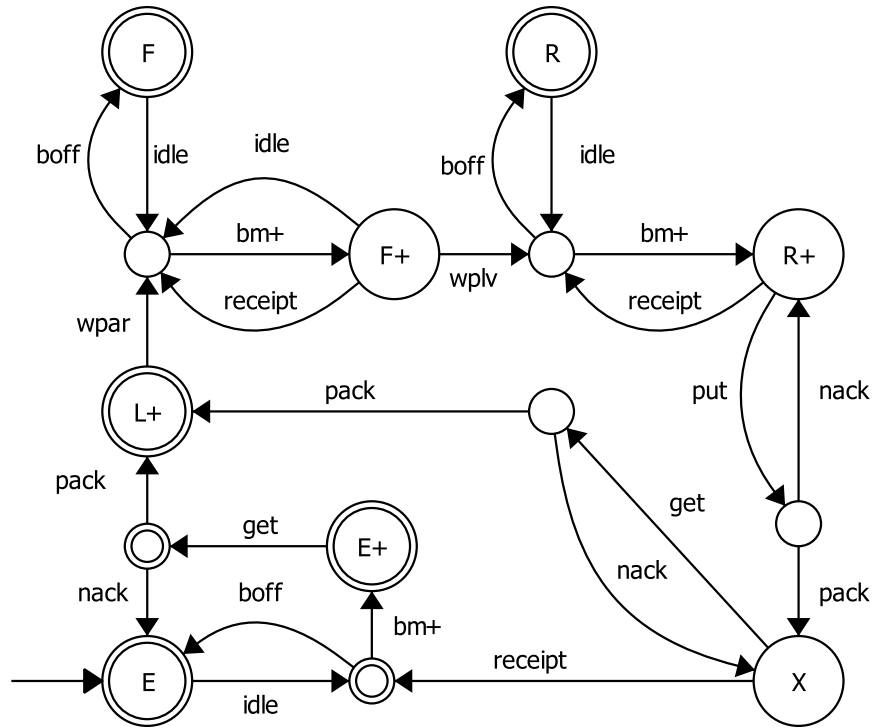 F
R
boff
idle
idle
boff
idle
bm+
F+
bm+
R+
wplv
receipt
receipt
wpar
pack
put
nack
L+
pack
get
get
E+
nack
boff
nack
pack
bm+
receipt
E
idle
X